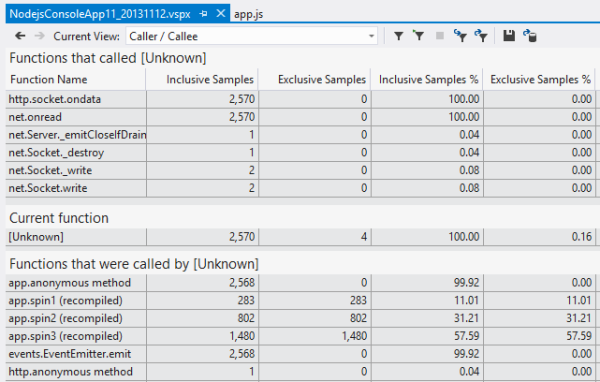 NodejsConsoleApp11_20131112.vspx app.js
Current View: Caller / Callee
Functions that called [Unknown]
Function Name Inclusive Samples Exclusive Samples Inclusive Samples % Exclusive Samples %
http.socket.ondata 2,570 0 100.00 0.00
net.onread 2,570 0 100.00 0.00
net.Server._emitCloseIfDrain 1 0 0.04 0.00
net.Socket._destroy 1 0 0.04 0.00
net.Socket._write 2 0 0.08 0.00
net.Socket.write 2 0 0.08 0.00
Current function
[Unknown] 2,570 4 100.00 0.16
Functions that were called by [Unknown]
app.anonymous method 2,568 0 99.92 0.00
app.spin1 (recompiled) 283 283 11.01 11.01
app.spin2 (recompiled) 802 802 31.21 31.21
app.spin3 (recompiled) 1,480 1,480 57.59 57.59
events.EventEmitter.emit 2,568 0 99.92 0.00
http.anonymous method 1 0 0.04 0.00